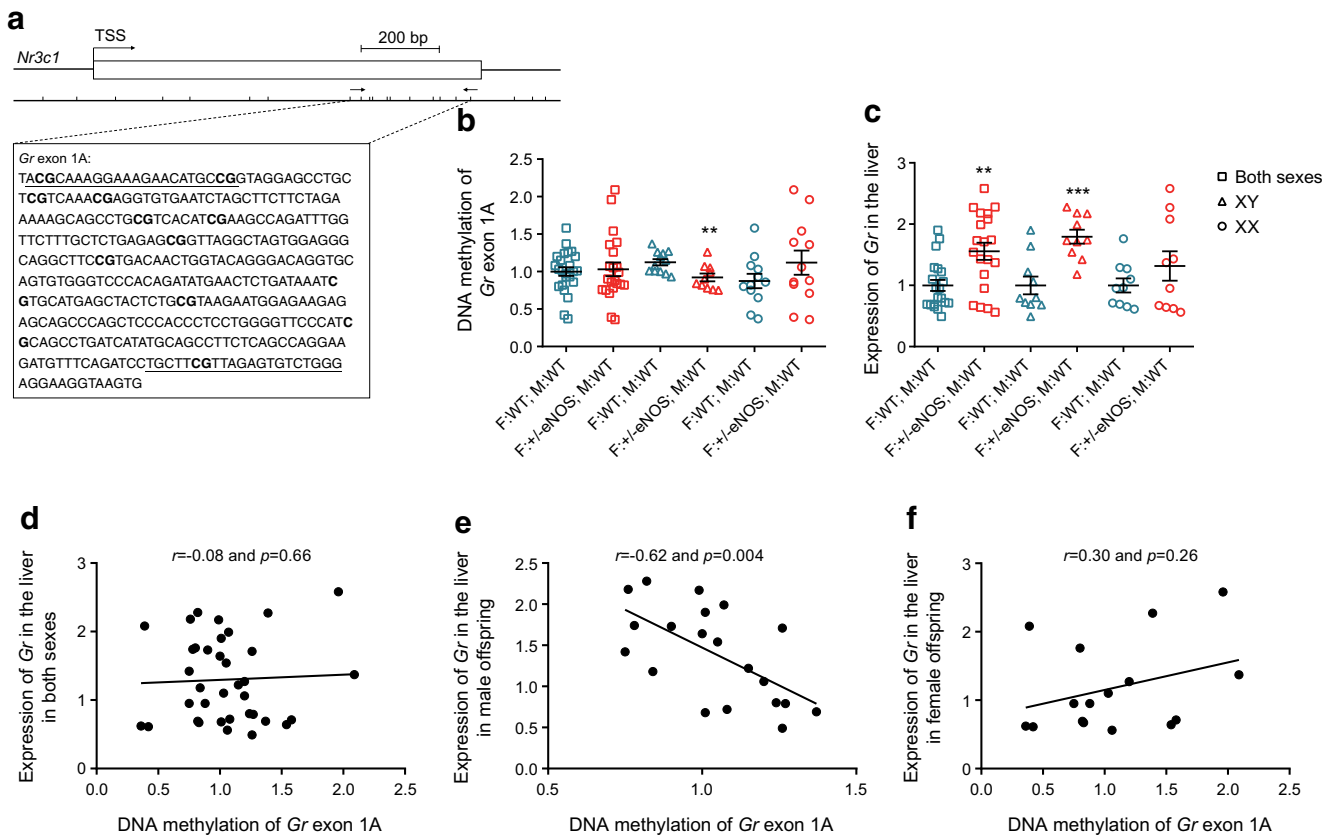 a
TSS
200 bp
Nr3c1
Gr exon 1A:
TACGCAAAGGAAAGAACATGCCGGTAGGAGCCTGC
TCGTCAAACGAGGTGTGAATCTAGCTTCTTCTAGA
AAAAGCAGCCTGCGTCACATCGAAGCCAGATTTGG
TTCTTTGCTCTGAGAGCGGTTAGGCTAGTGGAGGG
CAGGCTTCCGTGACAACTGGTACAGGGACAGGTGC
AGTGTGGGTCCCACAGATATGAACTCTGATAAATC
GTGCATGAGCTACTCTGCGTAAGAATGGAGAAGAG
AGCAGCCCAGCTCCCACCCTCCTGGGGTTCCCATC
GCAGCCTGATCATATGCAGCCTTCTCAGCCAGGAA
GATGTTTCAGATCCTGCTTCGTTAGAGTGTCTGGG
AGGAAGGTAAGTG
b
DNA methylation of
Gr exon 1A
2.5
2.0
1.5
1.0
0.5
0.0
**
F:WT; M:WT
F:+/-eNOS; M:WT
F:WT; M:WT
F:+/-eNOS; M:WT
F:WT; M:WT
F:+/-eNOS; M:WT
c
Expression of Gr in the liver
3
2
1
0
**
***
F:WT; M:WT
F:+/-eNOS; M:WT
F:WT; M:WT
F:+/-eNOS; M:WT
F:WT; M:WT
F:+/-eNOS; M:WT
Both sexes
XY
XX
d
r=-0.08 and p=0.66
Expression of Gr in the liver
in both sexes
3
2
1
0
0.0 0.5 1.0 1.5 2.0 2.5
DNA methylation of Gr exon 1A
e
r=-0.62 and p=0.004
Expression of Gr in the liver
in male offspring
2.5
2.0
1.5
1.0
0.5
0.0
0.5 1.0 1.5
DNA methylation of Gr exon 1A
f
r=0.30 and p=0.26
Expression of Gr in the liver
in female offspring
3
2
1
0
0.0 0.5 1.0 1.5 2.0 2.5
DNA methylation of Gr exon 1A